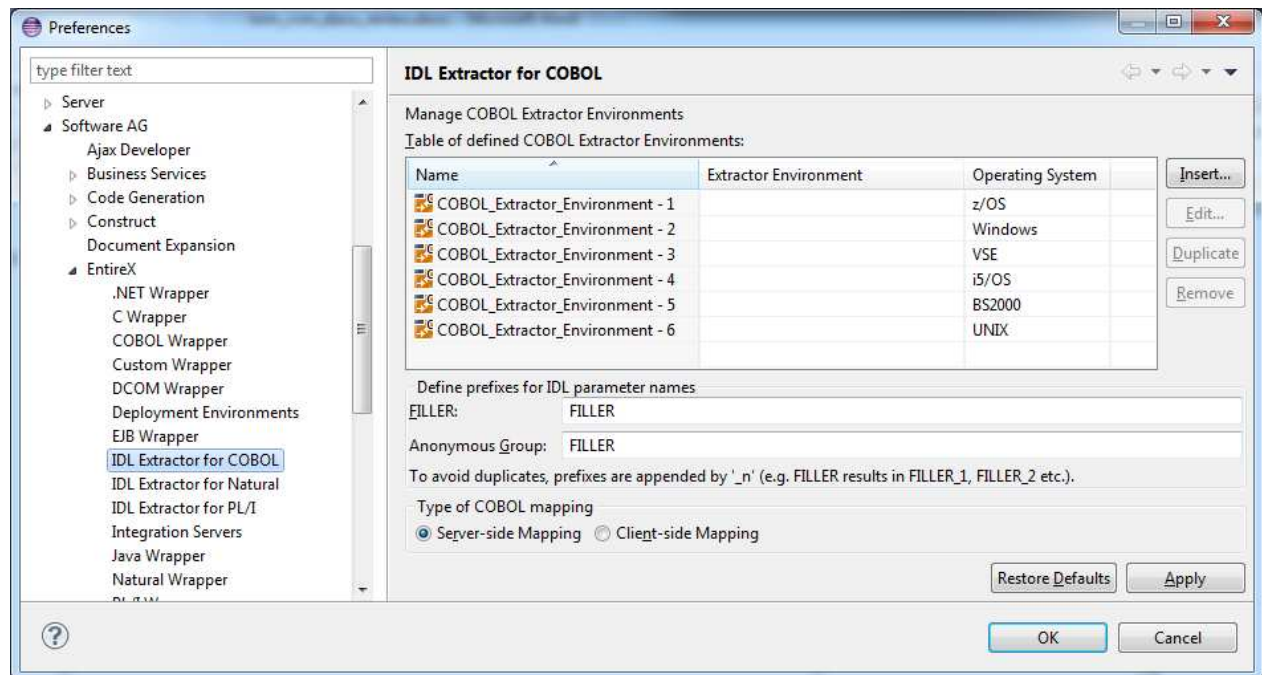 Preferences
type filter text
Server
Software AG
Ajax Developer
Business Services
Code Generation
Construct
Document Expansion
EntireX
.NET Wrapper
C Wrapper
COBOL Wrapper
Custom Wrapper
DCOM Wrapper
Deployment Environments
EJB Wrapper
IDL Extractor for COBOL
IDL Extractor for Natural
IDL Extractor for PL/I
Integration Servers
Java Wrapper
Natural Wrapper
IDL Extractor for COBOL
Manage COBOL Extractor Environments
Table of defined COBOL Extractor Environments:
Name Extractor Environment Operating System
COBOL_Extractor_Environment - 1 z/OS
COBOL_Extractor_Environment - 2 Windows
COBOL_Extractor_Environment - 3 VSE
COBOL_Extractor_Environment - 4 i5/OS
COBOL_Extractor_Environment - 5 BS2000
COBOL_Extractor_Environment - 6 UNIX
Insert...
Edit...
Duplicate
Remove
Define prefixes for IDL parameter names
FILLER: FILLER
Anonymous Group: FILLER
To avoid duplicates, prefixes are appended by '_n' (e.g. FILLER results in FILLER_1, FILLER_2 etc.).
Type of COBOL mapping
Server-side Mapping Client-side Mapping
Restore Defaults Apply
OK Cancel